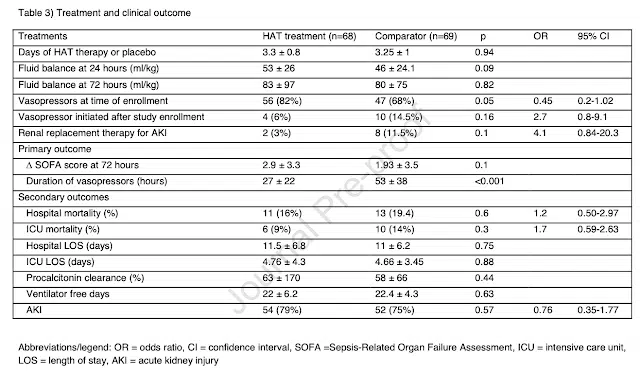 Table 3) Treatment and clinical outcome
Treatments HAT treatment (n=68) Comparator (n=69) p OR 95% CI
Days of HAT therapy or placebo 3.3 ± 0.8 3.25 ± 1 0.94
Fluid balance at 24 hours (ml/kg) 53 ± 26 46 ± 24.1 0.09
Fluid balance at 72 hours (ml/kg) 83 ± 97 80 ± 75 0.82
Vasopressors at time of enrollment 56 (82%) 47 (68%) 0.05 0.45 0.2-1.02
Vasopressor initiated after study enrollment 4 (6%) 10 (14.5%) 0.16 2.7 0.8-9.1
Renal replacement therapy for AKI 2 (3%) 8 (11.5%) 0.1 4.1 0.84-20.3
Primary outcome
Δ SOFA score at 72 hours 2.9 ± 3.3 1.93 ± 3.5 0.1
Duration of vasopressors (hours) 27 ± 22 53 ± 38 <0.001
Secondary outcomes
Hospital mortality (%) 11 (16%) 13 (19.4) 0.6 1.2 0.50-2.97
ICU mortality (%) 6 (9%) 10 (14%) 0.3 1.7 0.59-2.63
Hospital LOS (days) 11.5 ± 6.8 11 ± 6.2 0.75
ICU LOS (days) 4.76 ± 4.3 4.66 ± 3.45 0.88
Procalcitonin clearance (%) 63 ± 170 58 ± 66 0.44
Ventilator free days 22 ± 6.2 22.4 ± 4.3 0.63
AKI 54 (79%) 52 (75%) 0.57 0.76 0.35-1.77
Journal Pre-proof
Abbreviations/legend: OR = odds ratio, CI = confidence interval, SOFA =Sepsis-Related Organ Failure Assessment, ICU = intensive care unit,
LOS = length of stay, AKI = acute kidney injury